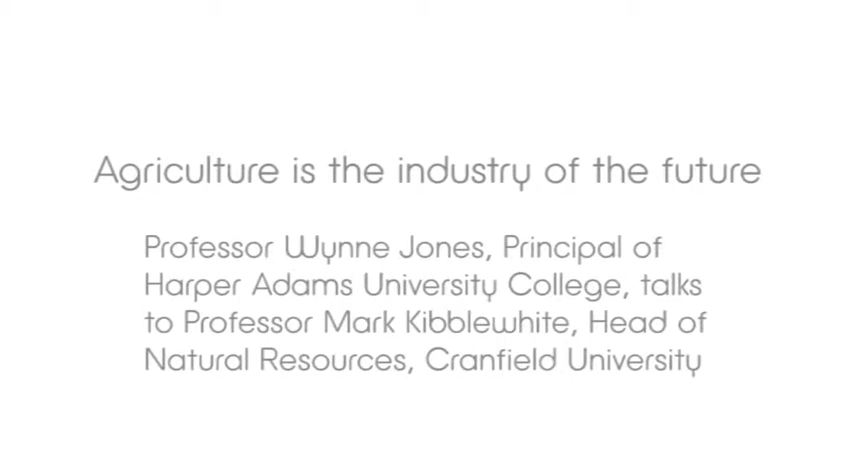 Agriculture is the industry of the future
Professor Wynne Jones, Principal of
Harper Adams University College, talks
to Professor Mark Kibblewhite, Head of
Natural Resources, Cranfield University